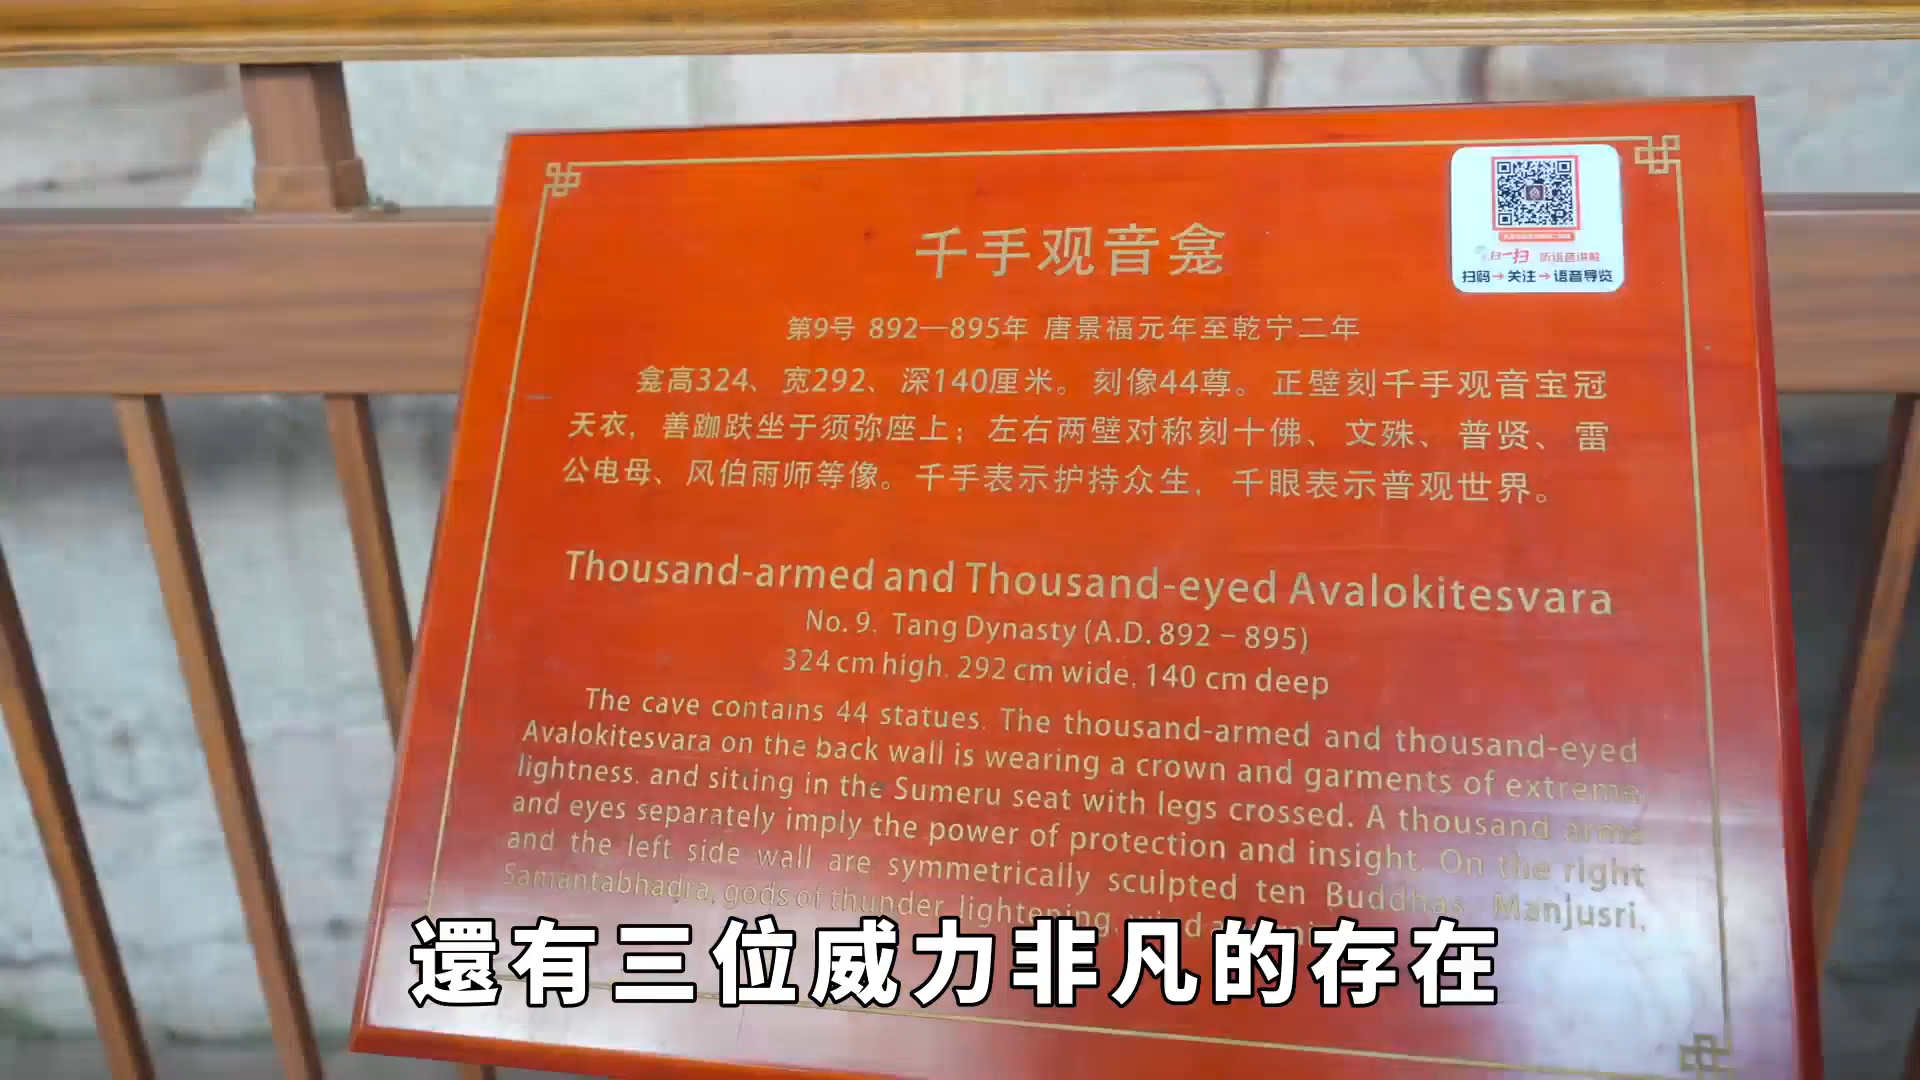 千手观音龛
扫一扫 听语音讲解
扫码→关注→语音导览
第9号 892—895年 唐景福元年至乾宁二年
龛高324、宽292、深140厘米。刻像44尊。正壁刻千手观音宝冠
天衣，善跏趺坐于须弥座上；左右两壁对称刻十佛、文殊、普贤、雷
公电母、风伯雨师等像。千手表示护持众生，千眼表示普观世界。
Thousand-armed and Thousand-eyed Avalokitesvara
No. 9. Tang Dynasty (A.D. 892 – 895)
324 cm high, 292 cm wide, 140 cm deep
The cave contains 44 statues. The thousand-armed and thousand-eyed
Avalokitesvara on the back wall is wearing a crown and garments of extreme
lightness, and sitting in the Sumeru seat with legs crossed. A thousand arms
and eyes separately imply the power of protection and insight. On the right
and the left side wall are symmetrically sculpted ten Buddhas, Manjusri,
Samantabhadra, gods of thunder, lightening, wind
還有三位威力非凡的存在